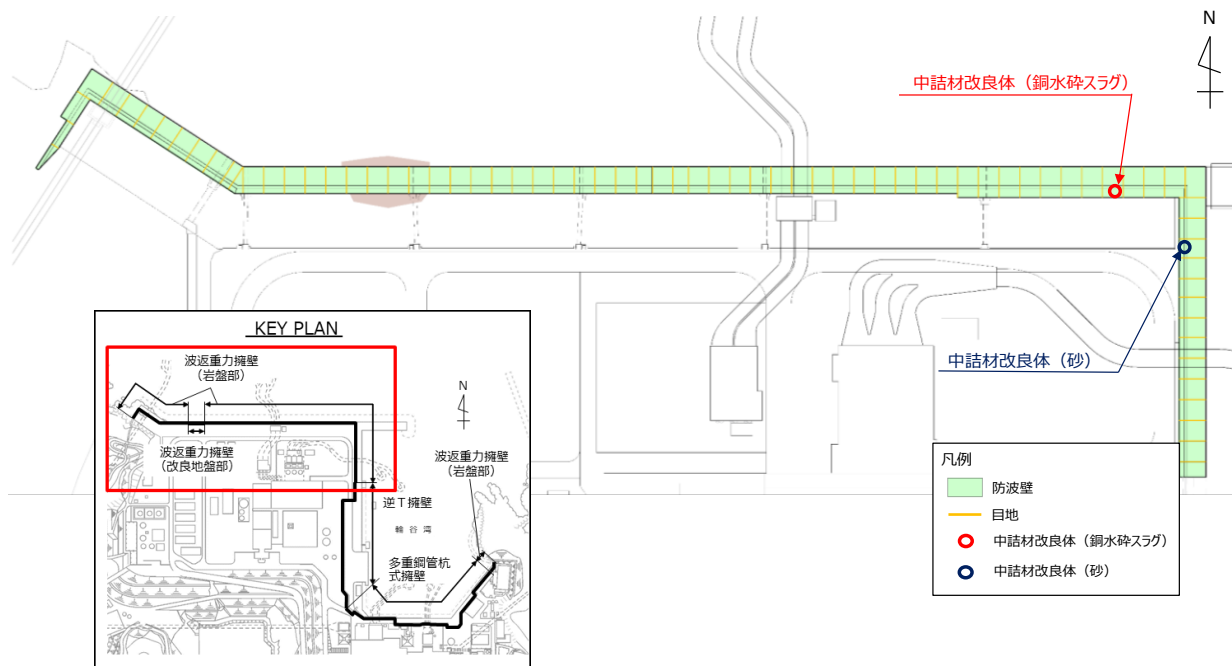 N
中詰材改良体（銅水砕スラグ）
中詰材改良体（砂）
KEY PLAN
波返重力擁壁
（岩盤部）
N
波返重力擁壁
（改良地盤部）
波返重力擁壁
（岩盤部）
逆Ｔ擁壁
輪谷湾
多重鋼管杭
式擁壁
凡例
防波壁
目地
中詰材改良体（銅水砕スラグ）
中詰材改良体（砂）